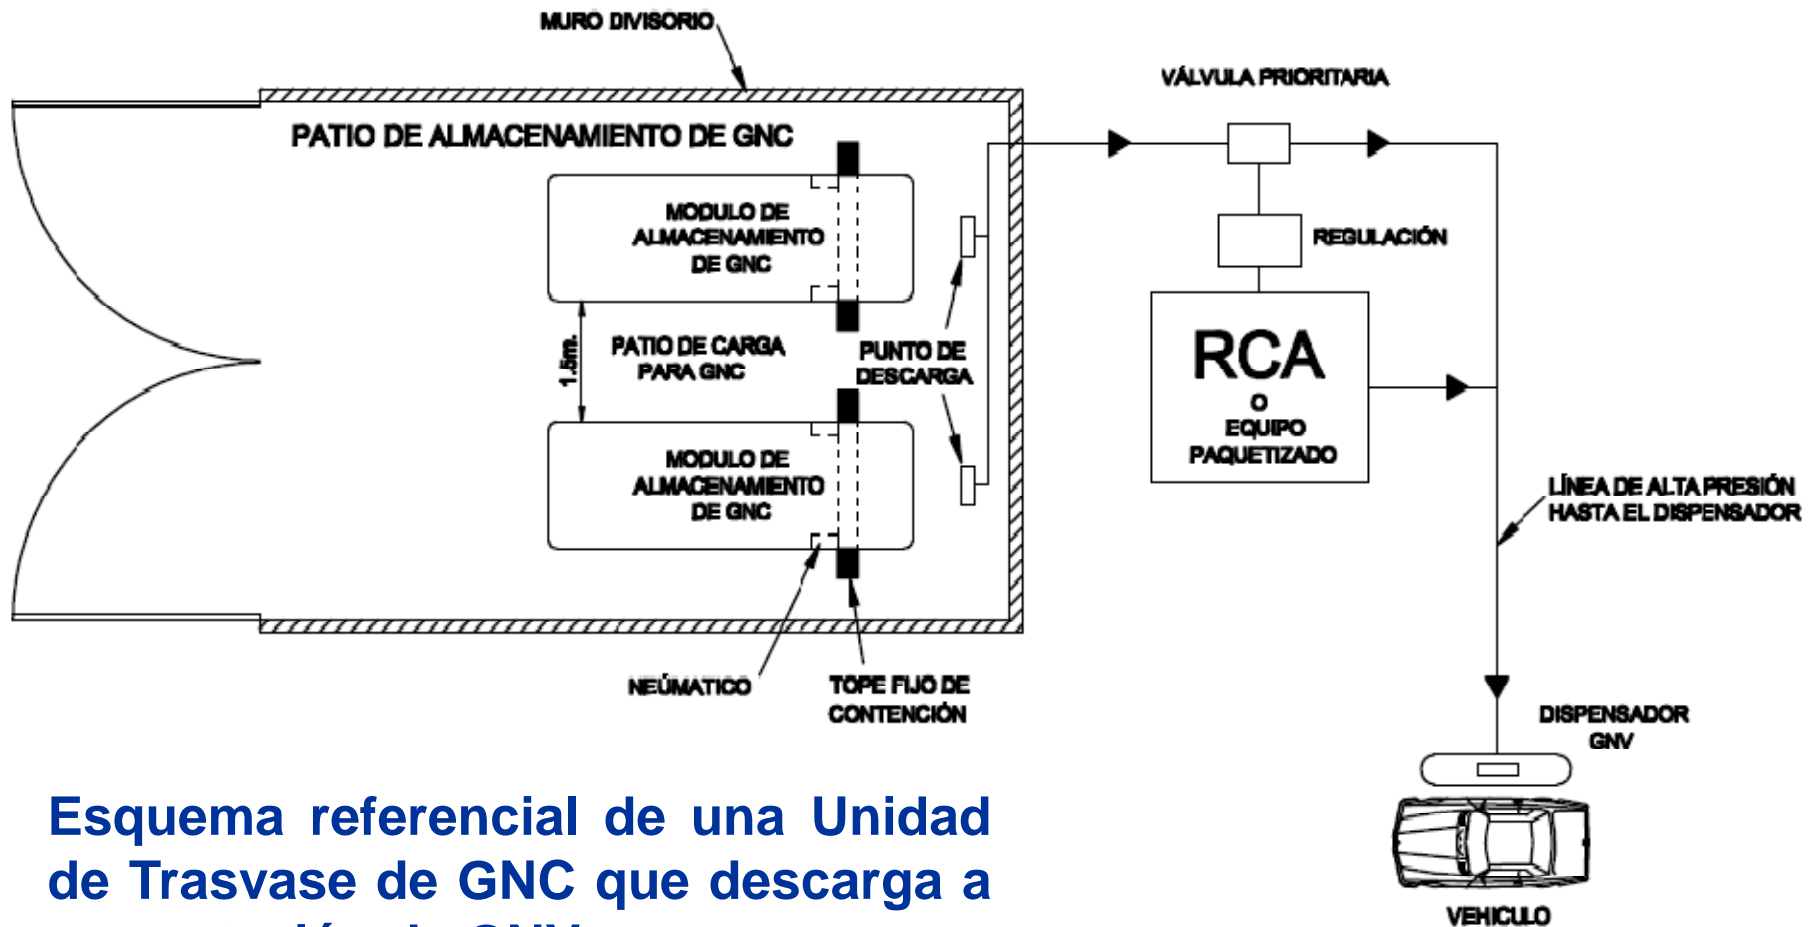 MURO DIVISORIO
VÁLVULA PRIORITARIA
PATIO DE ALMACENAMIENTO DE GNC
MODULO DE
ALMACENAMIENTO
DE GNC
REGULACIÓN
1.5m.
PATIO DE CARGA
PARA GNC
PUNTO DE
DESCARGA
RCA
O
EQUIPO
PAQUETIZADO
MODULO DE
ALMACENAMIENTO
DE GNC
LÍNEA DE ALTA PRESIÓN
HASTA EL DISPENSADOR
NEÚMATICO
TOPE FIJO DE
CONTENCIÓN
DISPENSADOR
GNV
VEHICULO
Esquema referencial de una Unidad
de Trasvase de GNC que descarga a